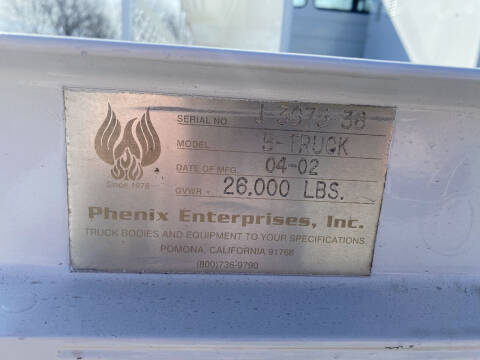 SERIAL NO.
MODEL S-TRUCK
DATE OF MFG. 04-02
GVWR - 26.000 LBS.
Since 1978
Phenix Enterprises, Inc.
TRUCK BODIES AND EQUIPMENT TO YOUR SPECIFICATIONS
POMONA, CALIFORNIA 91766
(800)736-9790